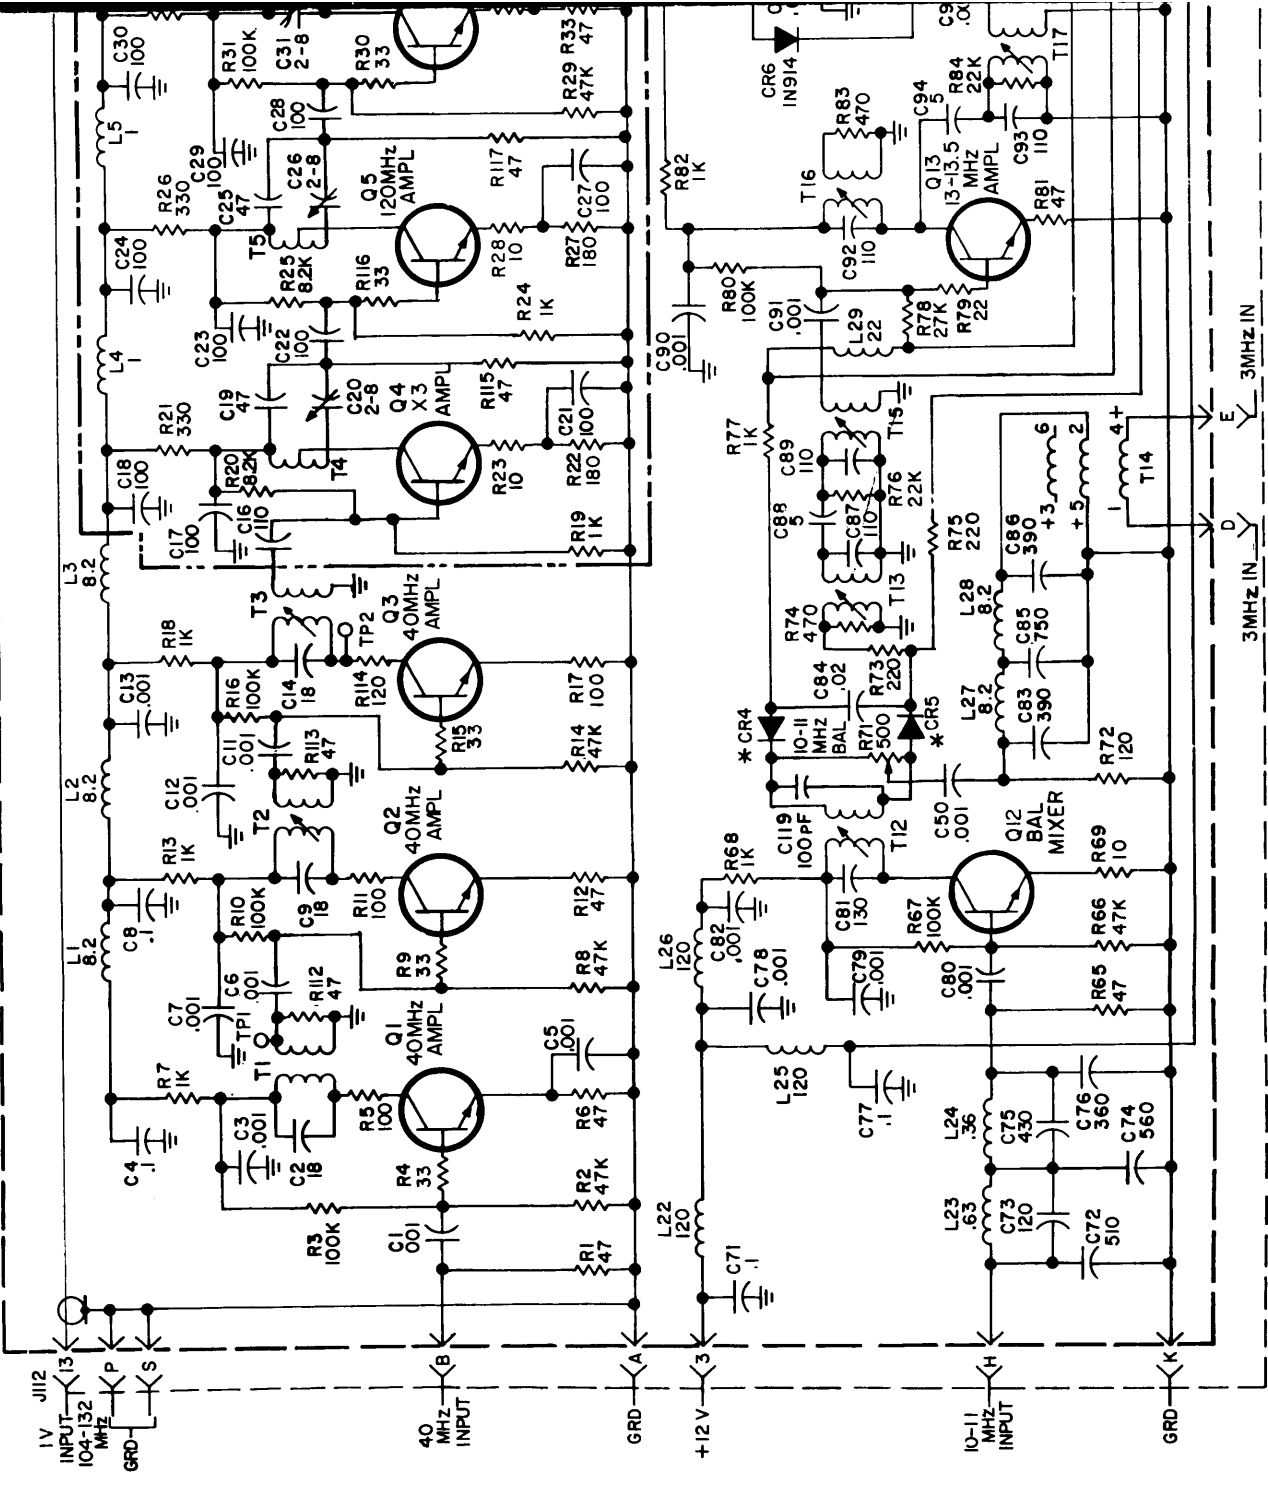 C30
100
R31
100K
C31
2-8
R30
33
R33
47
R29
47K
L5
1
C29
100
C28
100
R26
330
C25
47
C26
2-8
Q5
120MHz
AMPL
R117
47
C27
100
C24
100
T5
R25
8.2K
R116
33
R28
10
R27
180
R24
1K
C23
100
C22
100
L4
1
R21
330
C19
47
C20
2-8
Q4
X3
AMPL
R115
47
C21
100
C18
100
R20
8.2K
T4
R23
10
R22
180
C17
100
C16
110
R19
1K
L3
8.2
R18
1K
T3
Q3
40MHz
AMPL
TP2
C13
.001
R16
100K
C14
18
R114
120
R17
100
C11
.001
R113
47
R15
33
R14
47K
L2
8.2
C12
.001
T2
Q2
40MHz
AMPL
R13
1K
C8
.1
R10
100K
C9
18
R11
100
R12
47
L1
8.2
C7
.001
C6
.001
R112
47
R9
33
R8
47K
TP1
T1
Q1
40MHz
AMPL
C5
.001
R7
1K
C3
.001
C2
18
R5
100
R6
47
C4
.1
R3
100K
R4
33
R2
47K
C1
001
R1
47
J112
13
P
S
B
A
1V
INPUT
104-132
MHz
GRD
40
MHz
INPUT
GRD
CR6
1N914
T17
R83
470
C94
5
R84
22K
R82
1K
T16
Q13
13-13.5
MHz
AMPL
C93
110
C92
110
R81
47
C90
.001
R80
100K
C91
.001
L29
22
R78
27K
R79
22
R77
1K
C89
110
T15
C88
5
C87
110
R76
22K
R75
220
6
2
4+
+3
+5
1
T14
E
3MHz IN
D
3MHz IN
R74
470
T13
C86
390
L28
8.2
C85
750
C84
.02
R73
220
L27
8.2
C83
390
* CR4
10-11
MHz
BAL
R71
500
CR5
*
R72
120
C119
100PF
T12
C50
.001
Q12
BAL
MIXER
R68
1K
C81
130
R69
10
L26
120
C82
.001
R67
100K
R66
47K
C78
.001
C79
.001
C80
.001
R65
47
L25
120
C77
.1
L24
.36
C75
430
C76
360
C74
560
L22
120
L23
.63
C73
120
C72
510
C71
.1
3
H
K
+12V
10-11
MHz
INPUT
GRD